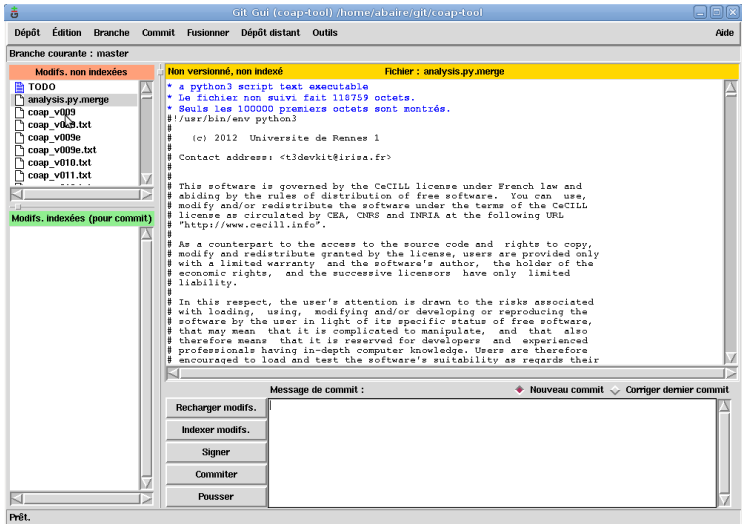 Git Gui (coap-tool) /home/abaire/git/coap-tool
Dépôt Édition Branche Commit Fusionner Dépôt distant Outils Aide
Branche courante : master
Modifs. non indexées
TODO
analysis.py.merge
coap_v009
coap_v009.txt
coap_v009e
coap_v009e.txt
coap_v010.txt
coap_v011.txt
Modifs. indexées (pour commit)
Non versionné, non indexé Fichier : analysis.py.merge
* a python3 script text executable
* Le fichier non suivi fait 118759 octets.
* Seuls les 100000 premiers octets sont montrés.
#!/usr/bin/env python3
#
# (c) 2012 Universite de Rennes 1
#
# Contact address: <t3devkit@irisa.fr>
#
#
# This software is governed by the CeCILL license under French law and
# abiding by the rules of distribution of free software. You can use,
# modify and/or redistribute the software under the terms of the CeCILL
# license as circulated by CEA, CNRS and INRIA at the following URL
# "http://www.cecill.info".
#
# As a counterpart to the access to the source code and rights to copy,
# modify and redistribute granted by the license, users are provided only
# with a limited warranty and the software's author, the holder of the
# economic rights, and the successive licensors have only limited
# liability.
#
# In this respect, the user's attention is drawn to the risks associated
# with loading, using, modifying and/or developing or reproducing the
# software by the user in light of its specific status of free software,
# that may mean that it is complicated to manipulate, and that also
# therefore means that it is reserved for developers and experienced
# professionals having in-depth computer knowledge. Users are therefore
# encouraged to load and test the software's suitability as regards their
Message de commit : Nouveau commit Corriger dernier commit
Recharger modifs.
Indexer modifs.
Signer
Commiter
Pousser
Prêt.